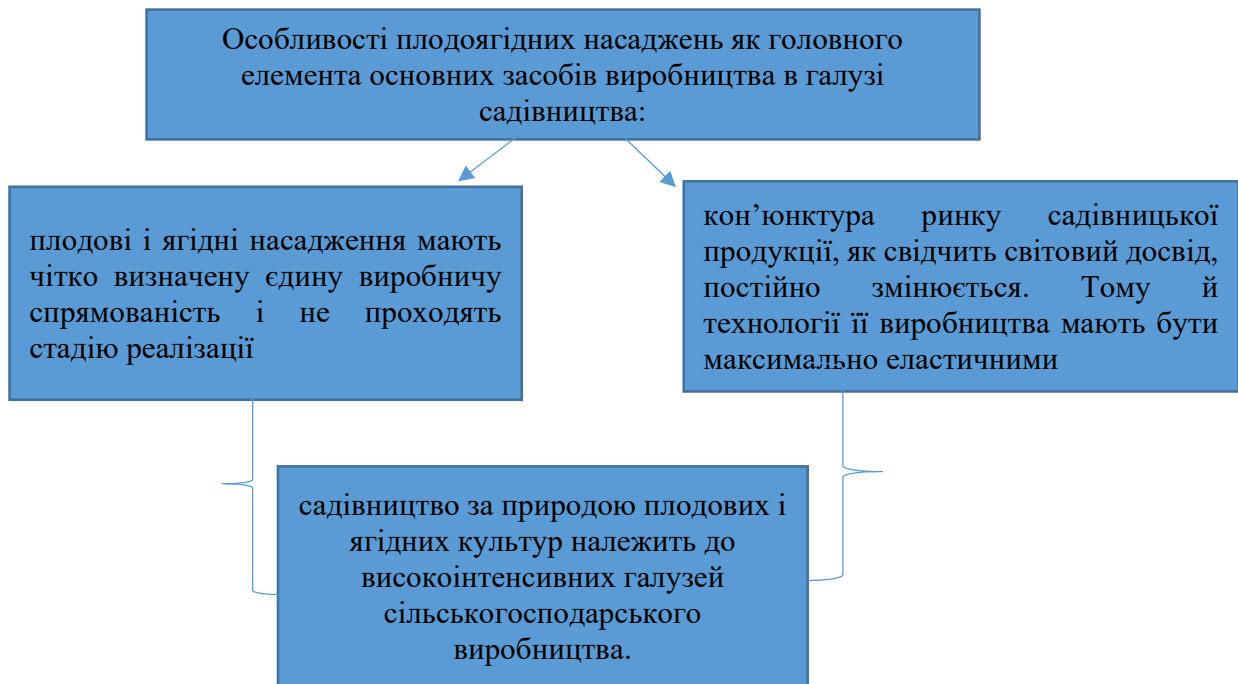 Особливості плодоягідних насаджень як головного
елемента основних засобів виробництва в галузі
садівництва:
плодові і ягідні насадження мають
чітко визначену єдину виробничу
спрямованість і не проходять
стадію реалізації
кон’юнктура ринку садівницької
продукції, як свідчить світовий досвід,
постійно змінюється. Тому й
технології її виробництва мають бути
максимально еластичними
садівництво за природою плодових і
ягідних культур належить до
високоінтенсивних галузей
сільськогосподарського
виробництва.